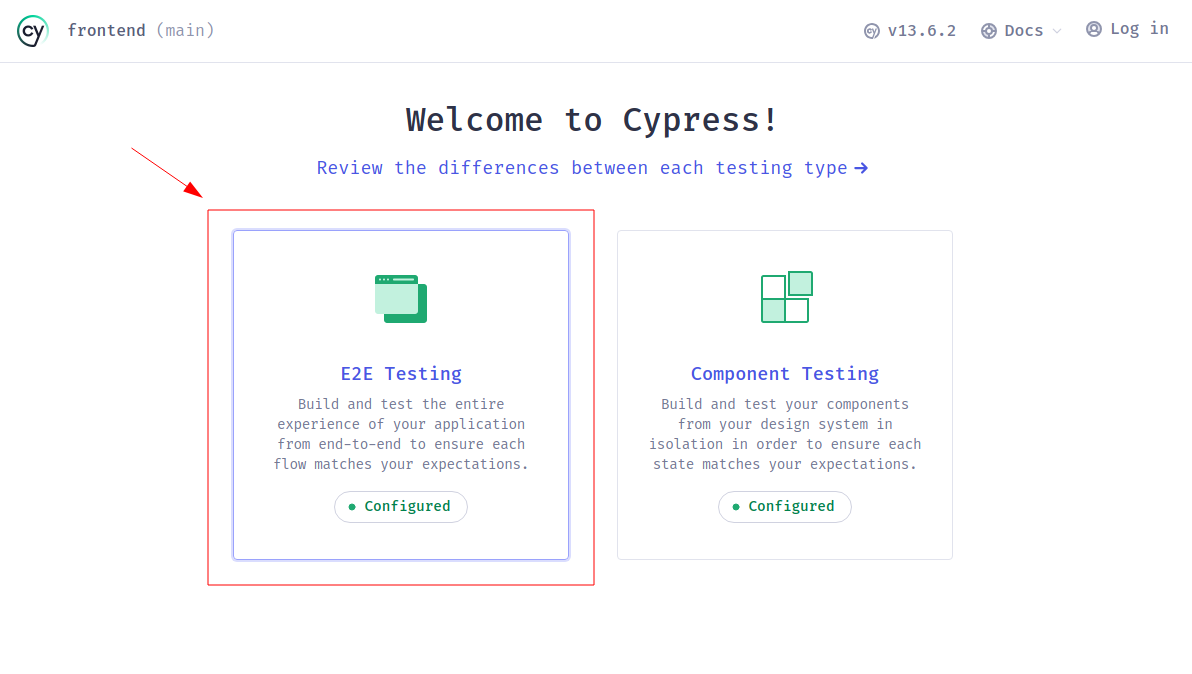 cy frontend (main) v13.6.2 Docs Log in
Welcome to Cypress!
Review the differences between each testing type
E2E Testing
Build and test the entire
experience of your application
from end-to-end to ensure each
flow matches your expectations.
Configured
Component Testing
Build and test your components
from your design system in
isolation in order to ensure each
state matches your expectations.
Configured